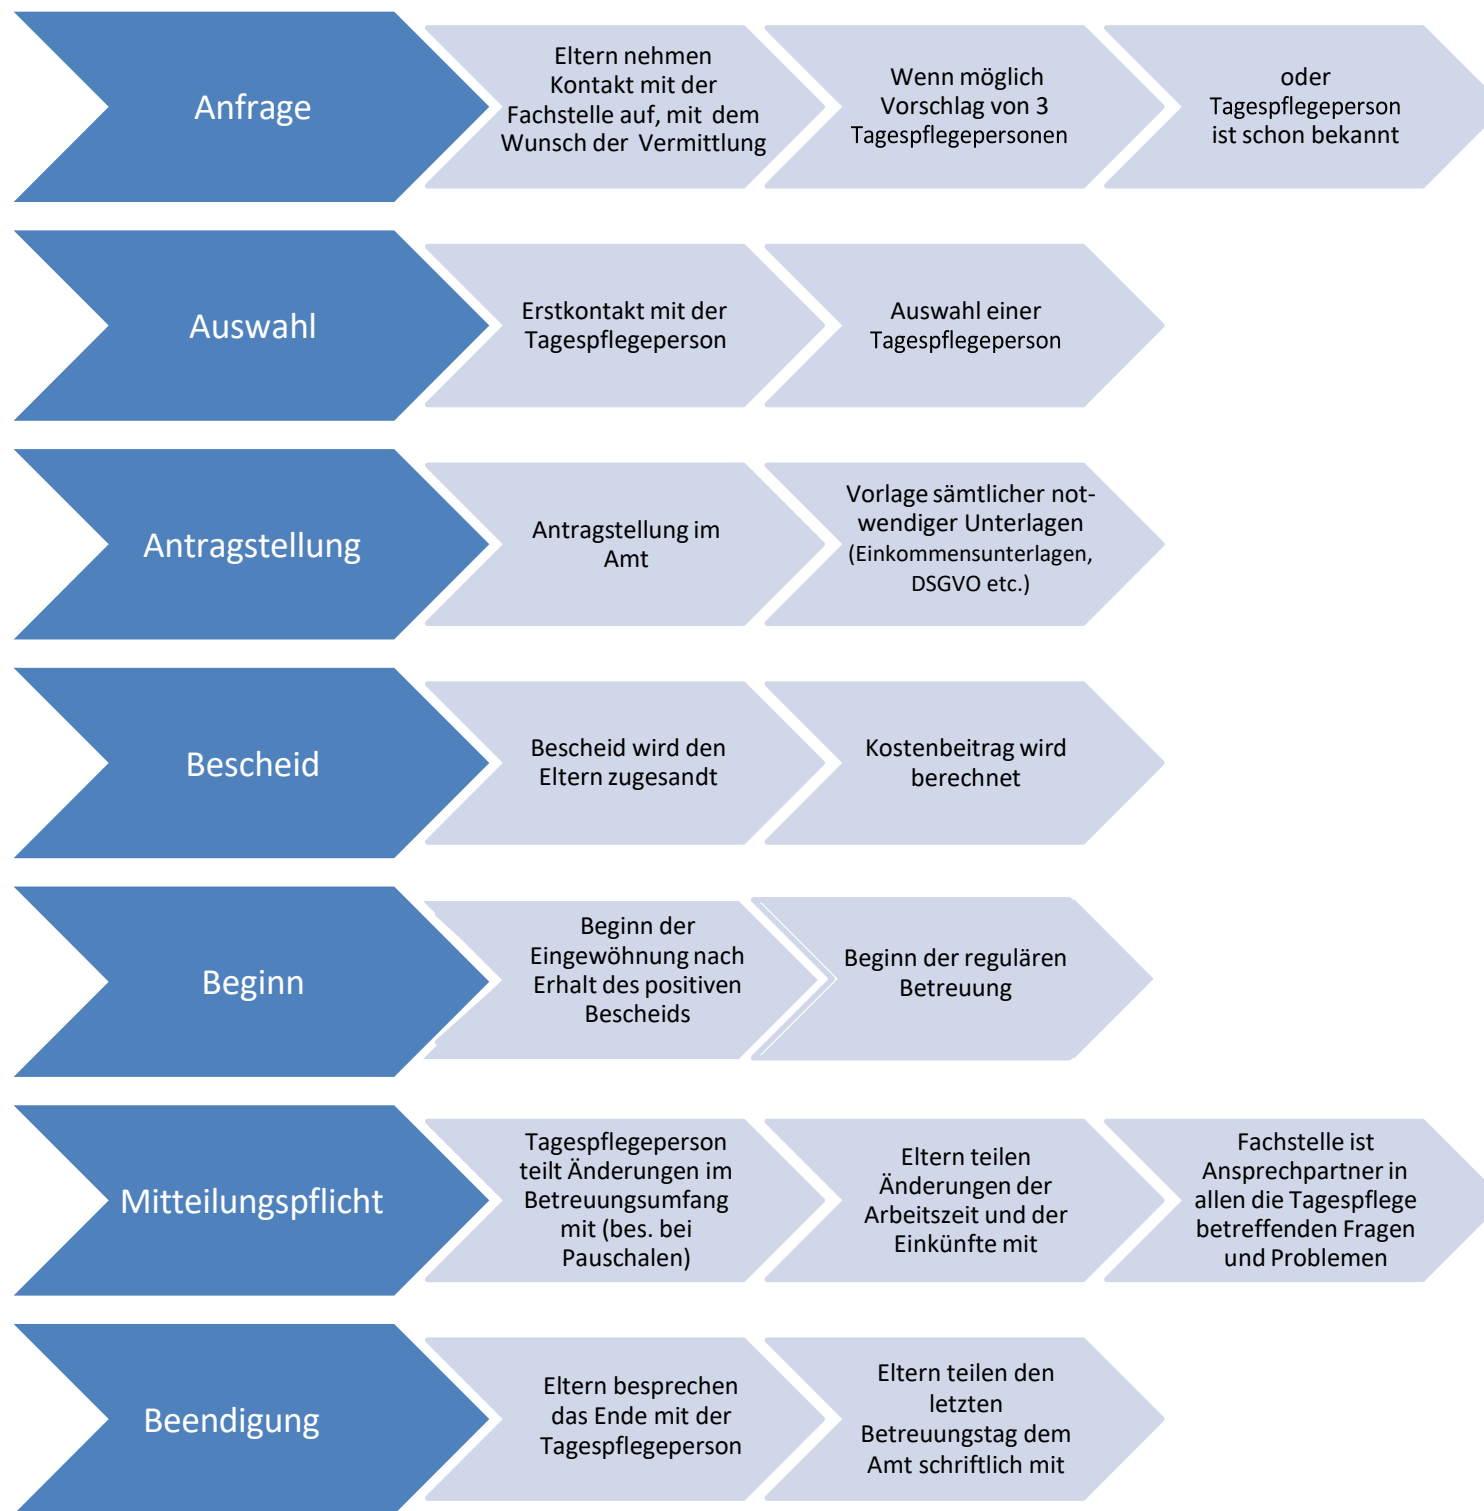 Anfrage
Eltern nehmen
Kontakt mit der
Fachstelle auf, mit dem
Wunsch der Vermittlung
Wenn möglich
Vorschlag von 3
Tagespflegepersonen
oder
Tagespflegeperson
ist schon bekannt
Auswahl
Erstkontakt mit der
Tagespflegeperson
Auswahl einer
Tagespflegeperson
Antragstellung
Antragstellung im
Amt
Vorlage sämtlicher not-
wendiger Unterlagen
(Einkommensunterlagen,
DSGVO etc.)
Bescheid
Bescheid wird den
Eltern zugesandt
Kostenbeitrag wird
berechnet
Beginn
Beginn der
Eingewöhnung nach
Erhalt des positiven
Bescheids
Beginn der regulären
Betreuung
Mitteilungspflicht
Tagespflegeperson
teilt Änderungen im
Betreuungsumfang
mit (bes. bei
Pauschalen)
Eltern teilen
Änderungen der
Arbeitszeit und der
Einkünfte mit
Fachstelle ist
Ansprechpartner in
allen die Tagespflege
betreffenden Fragen
und Problemen
Beendigung
Eltern besprechen
das Ende mit der
Tagespflegeperson
Eltern teilen den
letzten
Betreuungstag dem
Amt schriftlich mit